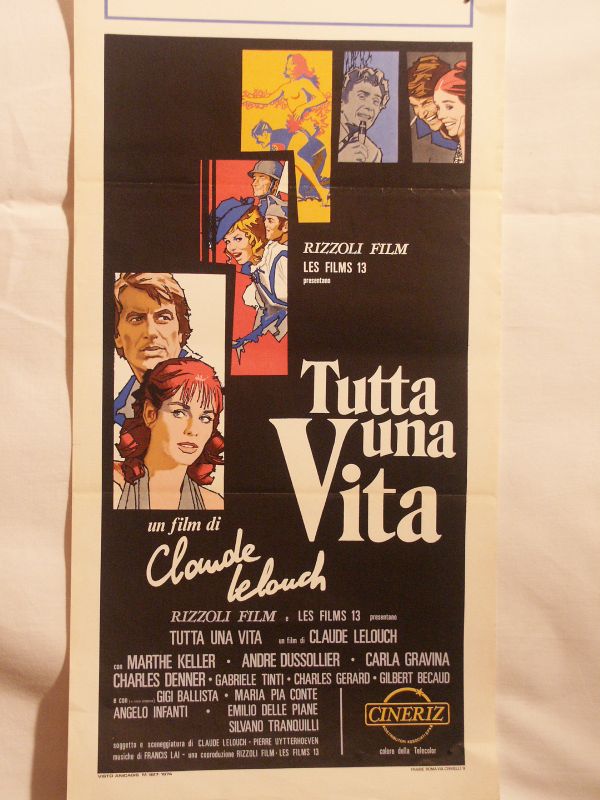 RIZZOLI FILM
LES FILMS 13
presentano
Tutta
una
Vita
un film di
Claude
Lelouch
RIZZOLI FILM e LES FILMS 13 presentano
TUTTA UNA VITA un film di CLAUDE LELOUCH
con MARTHE KELLER · ANDRE DUSSOLLIER · CARLA GRAVINA
CHARLES DENNER · GABRIELE TINTI · CHARLES GERARD · GILBERT BECAUD
e con GIGI BALLISTA · MARIA PIA CONTE
ANGELO INFANTI · EMILIO DELLE PIANE
SILVANO TRANQUILLI
soggetto e sceneggiatura di CLAUDE LELOUCH · PIERRE UYTTERHOEVEN
musiche di FRANCIS LAI - una coproduzione RIZZOLI FILM - LES FILMS 13
CINERIZ
colore della Telecolor